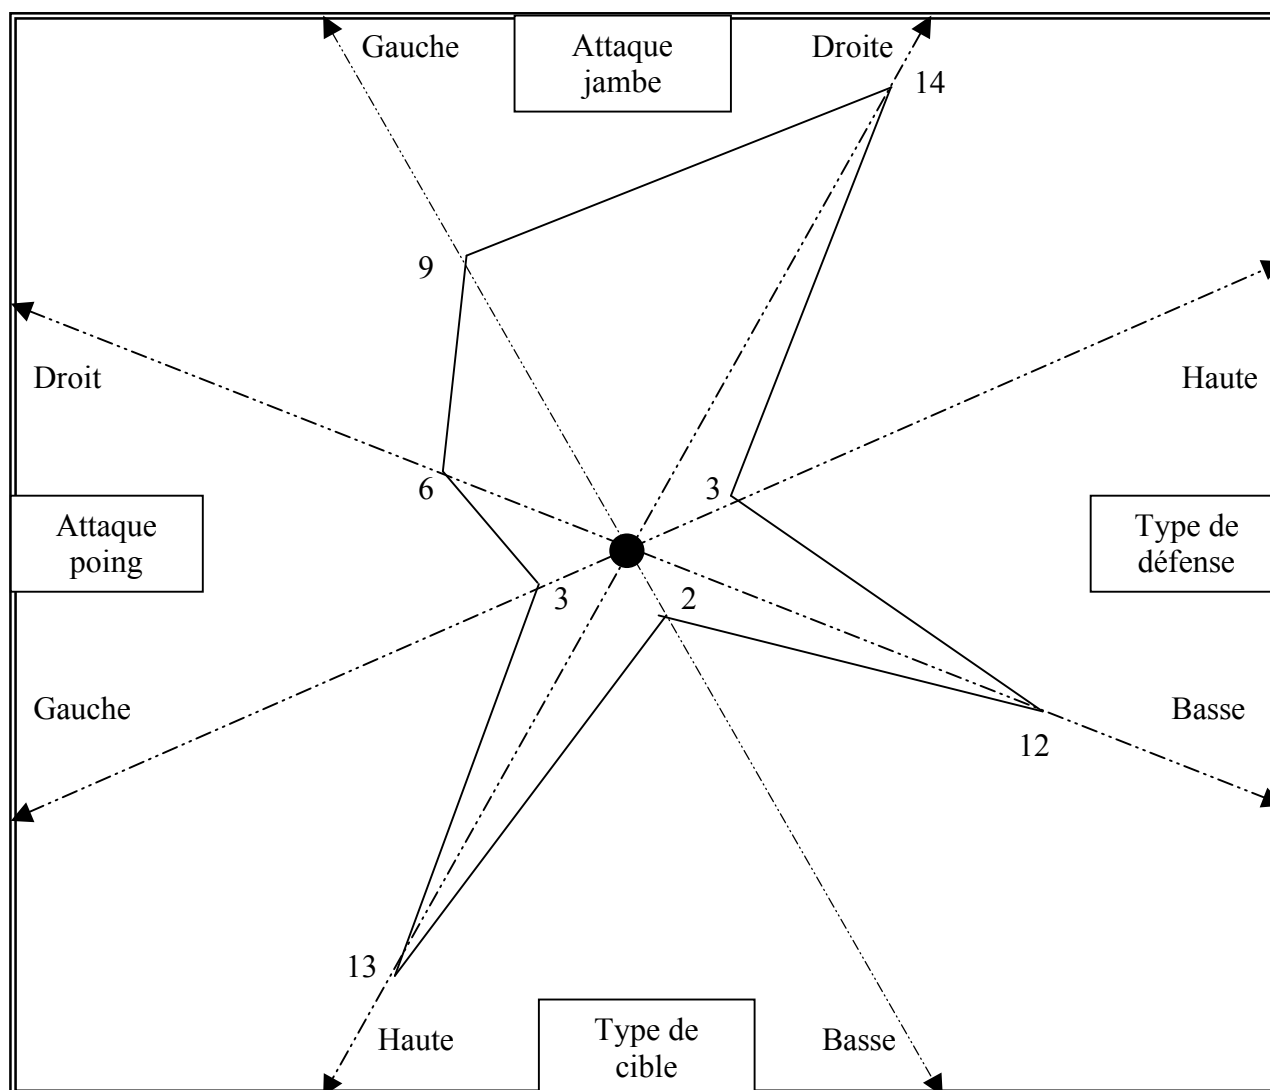 Gauche
Attaque
jambe
Droite
14
9
Droit
Haute
6
3
Attaque
poing
Type de
défense
3
2
Gauche
Basse
12
13
Haute
Type de
cible
Basse